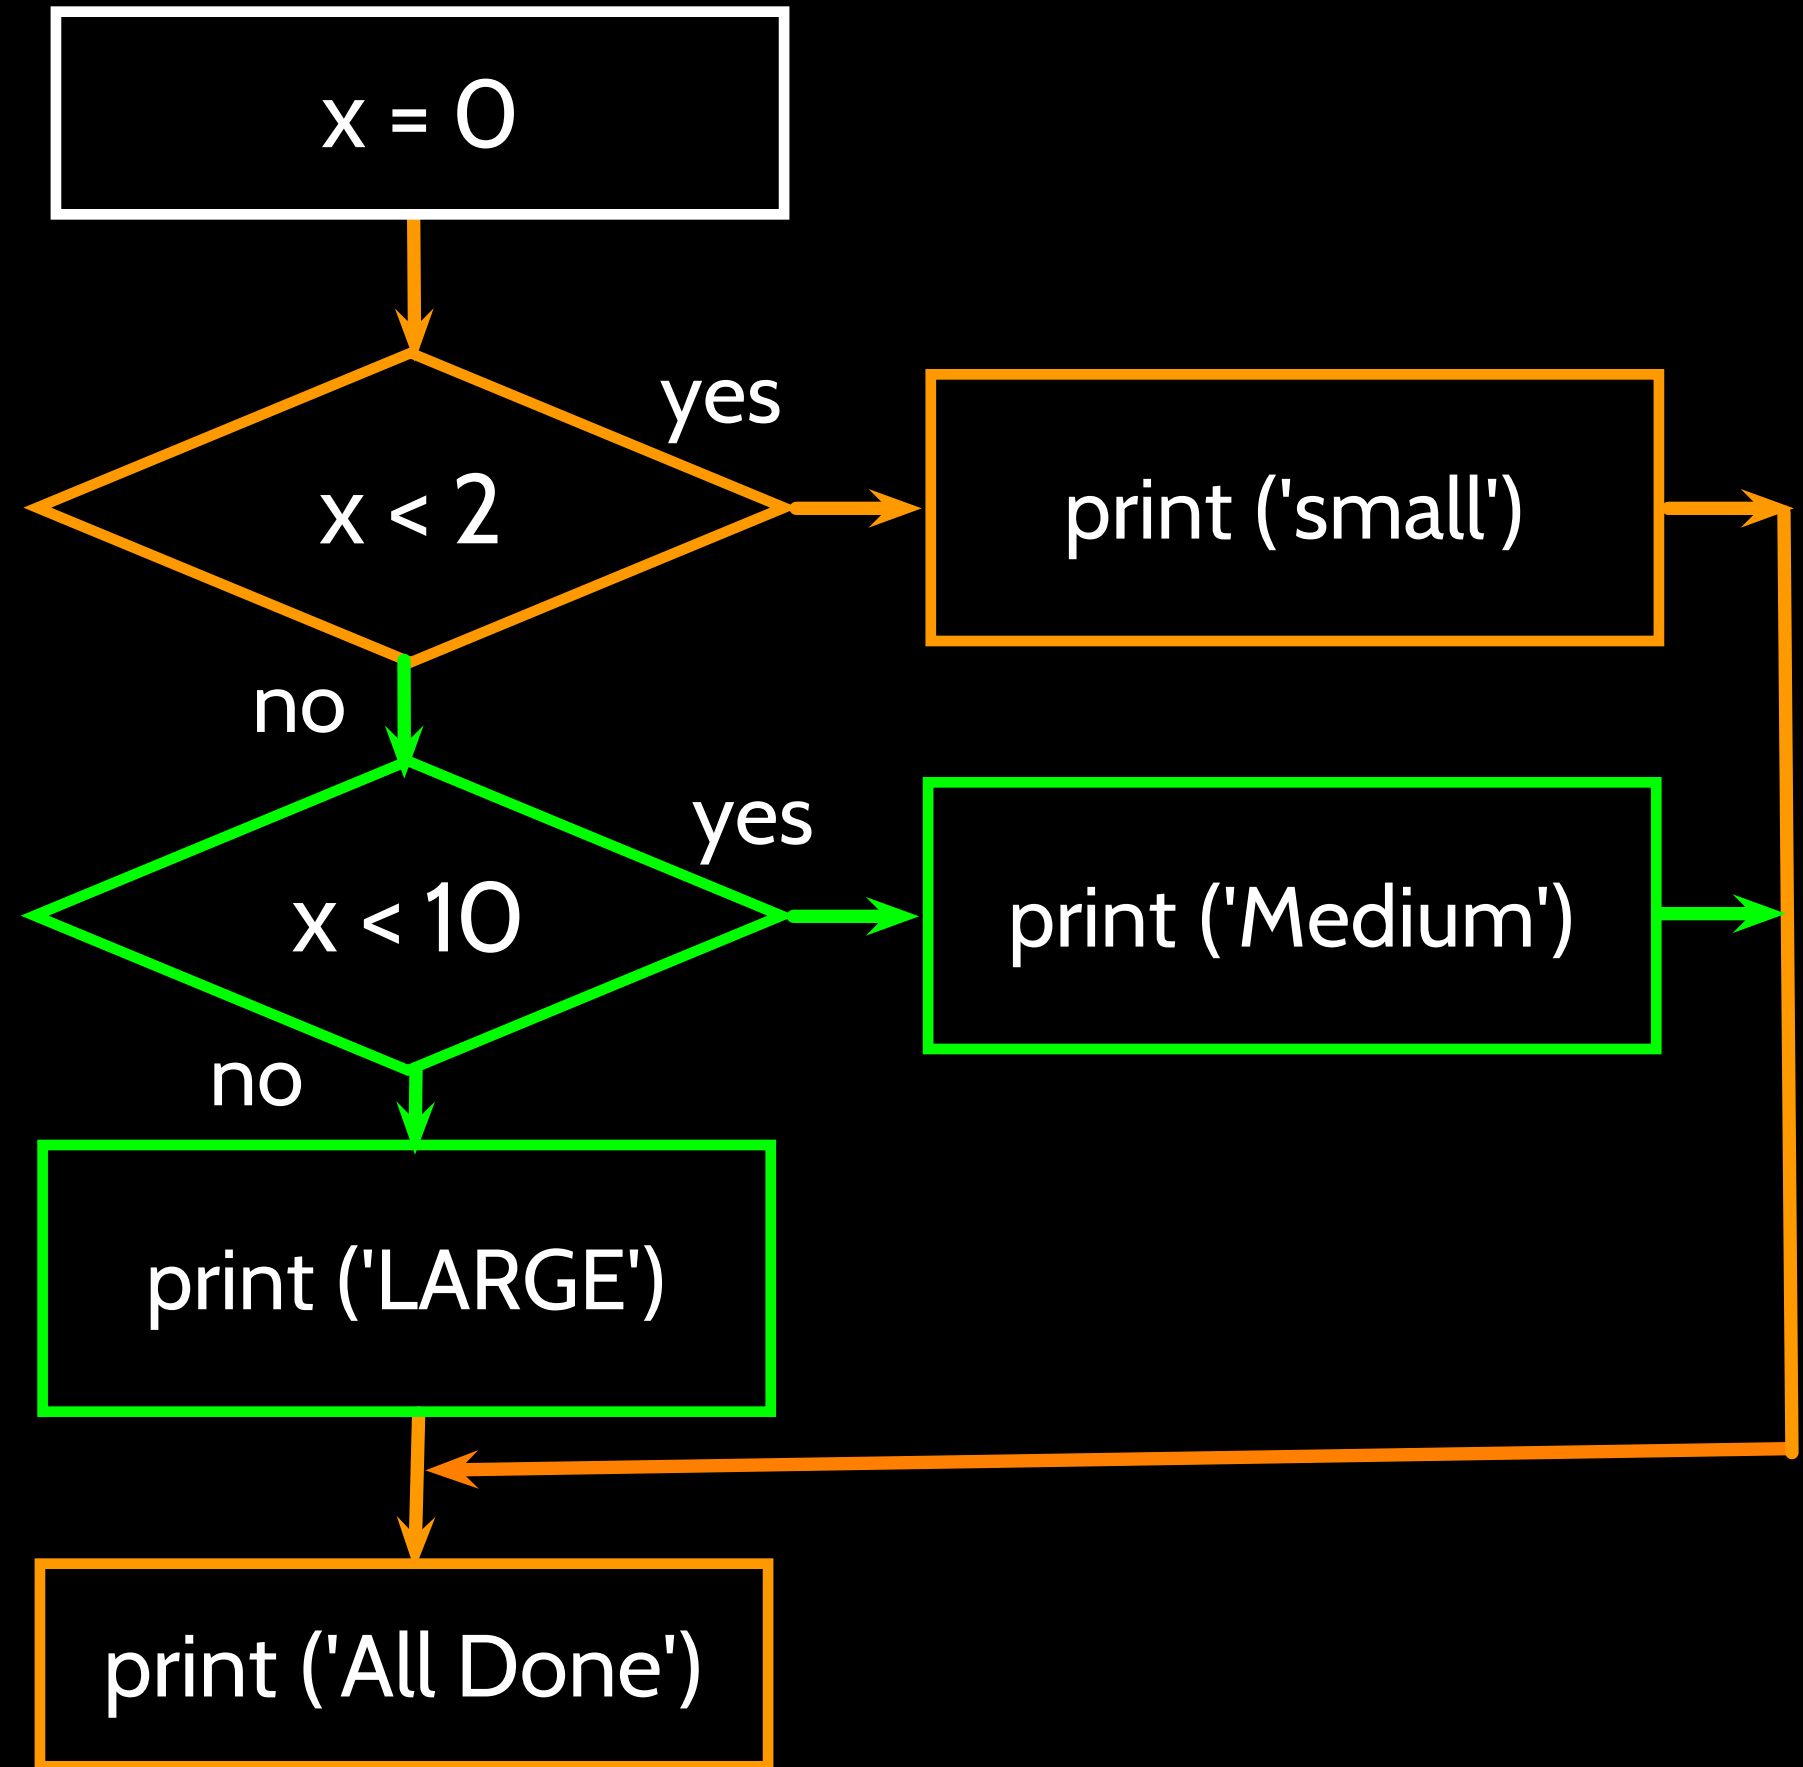 x = 0
yes
x < 2
print ('small')
no
yes
x < 10
print ('Medium')
no
print ('LARGE')
print ('All Done')